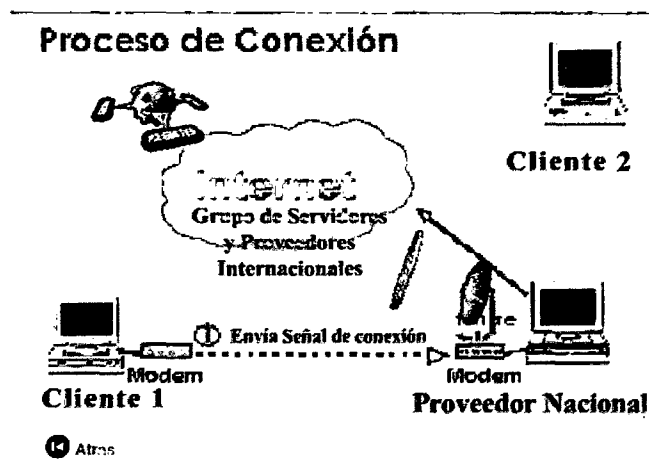 Proceso de Conexión
Cliente 2
Internet
Grupo de Servidores
y Proveedores
Internacionales
1 Envía Señal de conexión
Modem
Modem
Cliente 1
Proveedor Nacional
Atras